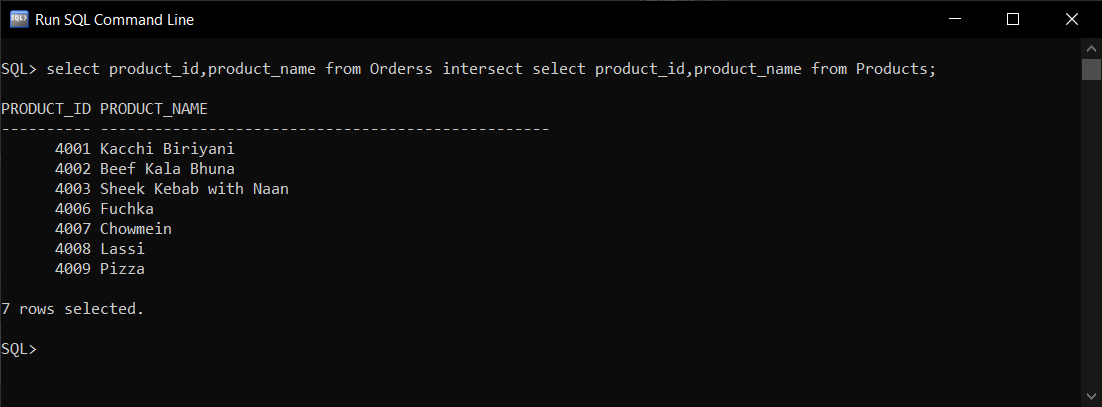 Run SQL Command Line
SQL> select product_id,product_name from Orderss intersect select product_id,product_name from Products;
PRODUCT_ID PRODUCT_NAME
---------- --------------------------------------------------
      4001 Kacchi Biriyani
      4002 Beef Kala Bhuna
      4003 Sheek Kebab with Naan
      4006 Fuchka
      4007 Chowmein
      4008 Lassi
      4009 Pizza
7 rows selected.
SQL>